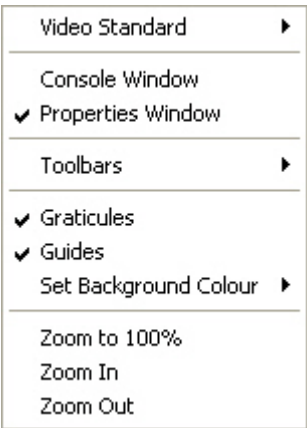 Video Standard
Console Window
Properties Window
Toolbars
Graticules
Guides
Set Background Colour
Zoom to 100%
Zoom In
Zoom Out